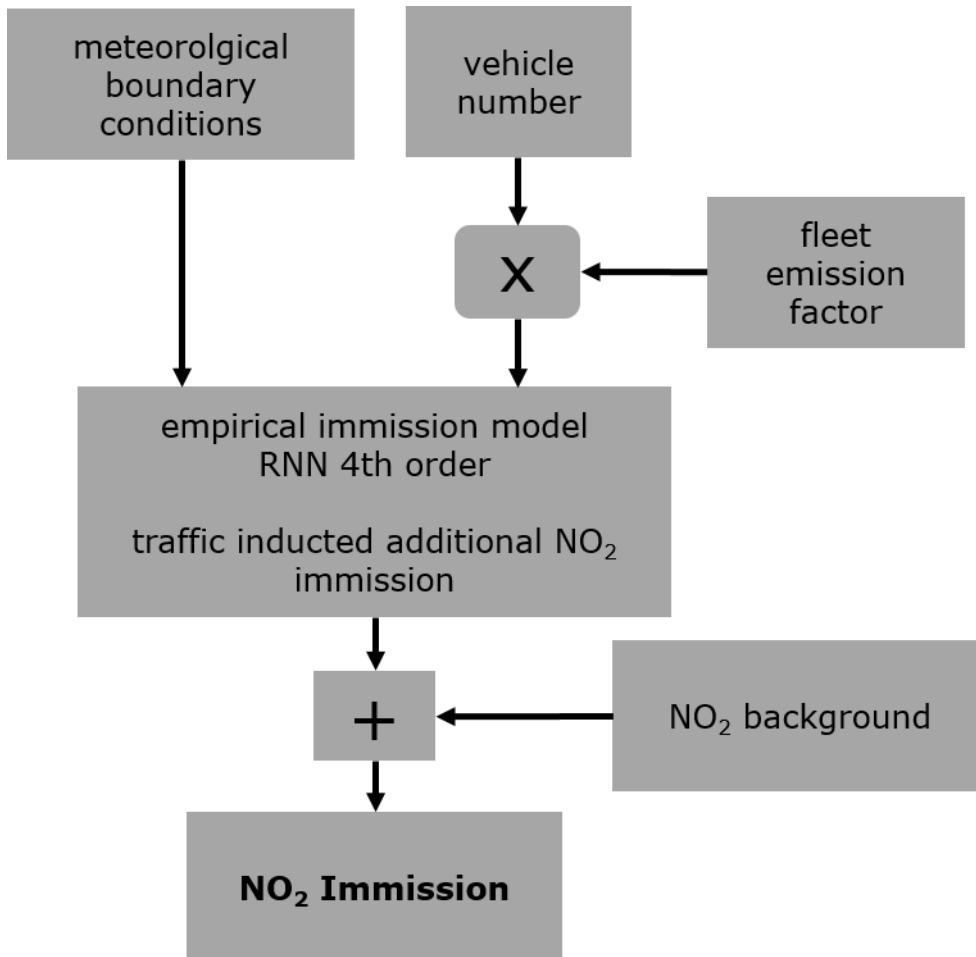 meteorolgical
boundary
conditions
vehicle
number
x
fleet
emission
factor
empirical immission model
RNN 4th order
traffic inducted additional NO₂
immission
+
NO₂ background
NO₂ Immission